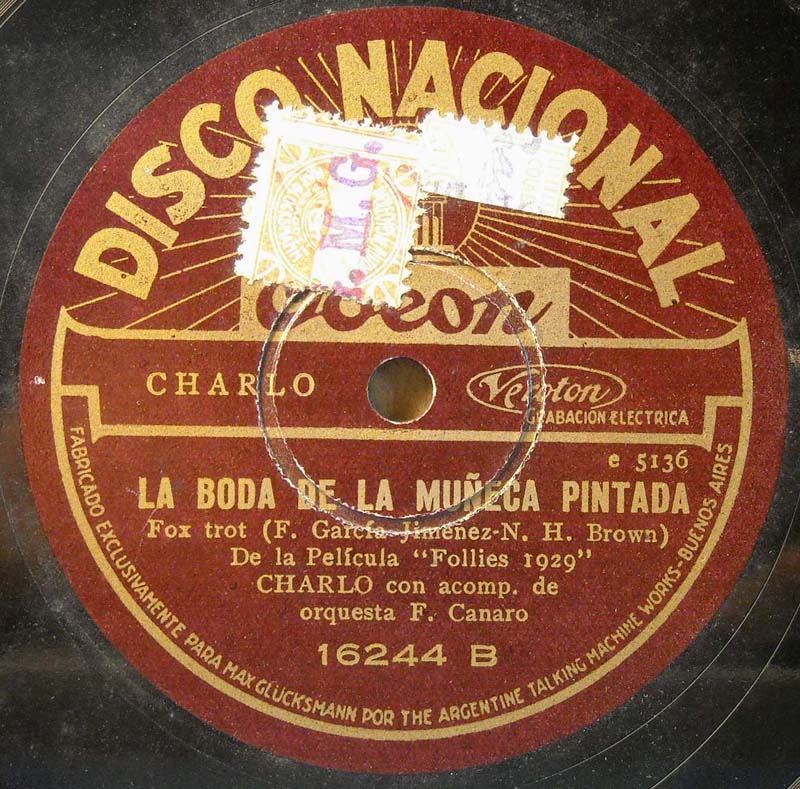 DISCO NACIONAL
M.G.
Odeon
CHARLO
Veroton
GRABACION ELECTRICA
e 5136
LA BODA DE LA MUÑECA PINTADA
Fox trot (F. García Jiménez-N. H. Brown)
De la Película "Follies 1929"
CHARLO con acomp. de
orquesta F. Canaro
16244 B
FABRICADO EXCLUSIVAMENTE PARA MAX GLÜCKSMANN POR THE ARGENTINE TALKING MACHINE WORKS-BUENOS AIRES